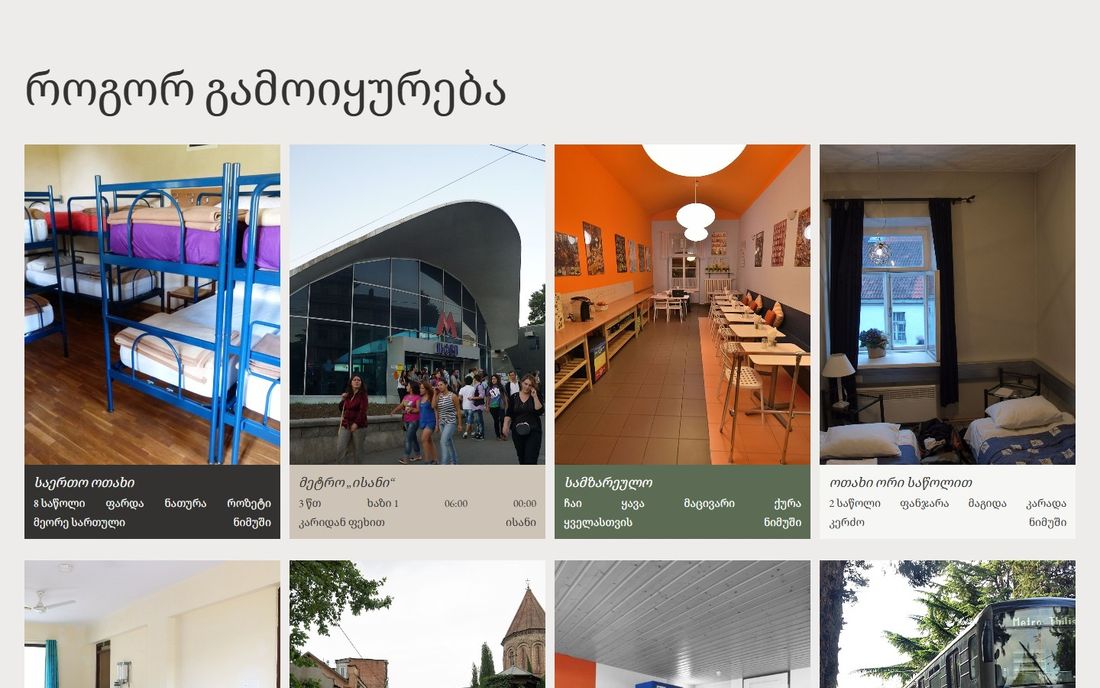 როგორ გამოიყურება
საერთო ოთახი
8 საწოლი ფარდა ნათურა როზეტი
მეორე სართული ნიმუში
მეტრო „ისანი“
3 წთ ხაზი 1 06:00 00:00
კარიდან ფეხით ისანი
სამზარეულო
ჩაი ყავა მაცივარი ქურა
ყველასთვის ნიმუში
ოთახი ორი საწოლით
2 საწოლი ფანჯარა მაგიდა კარადა
კერძო ნიმუში
M
Metro Tbilis